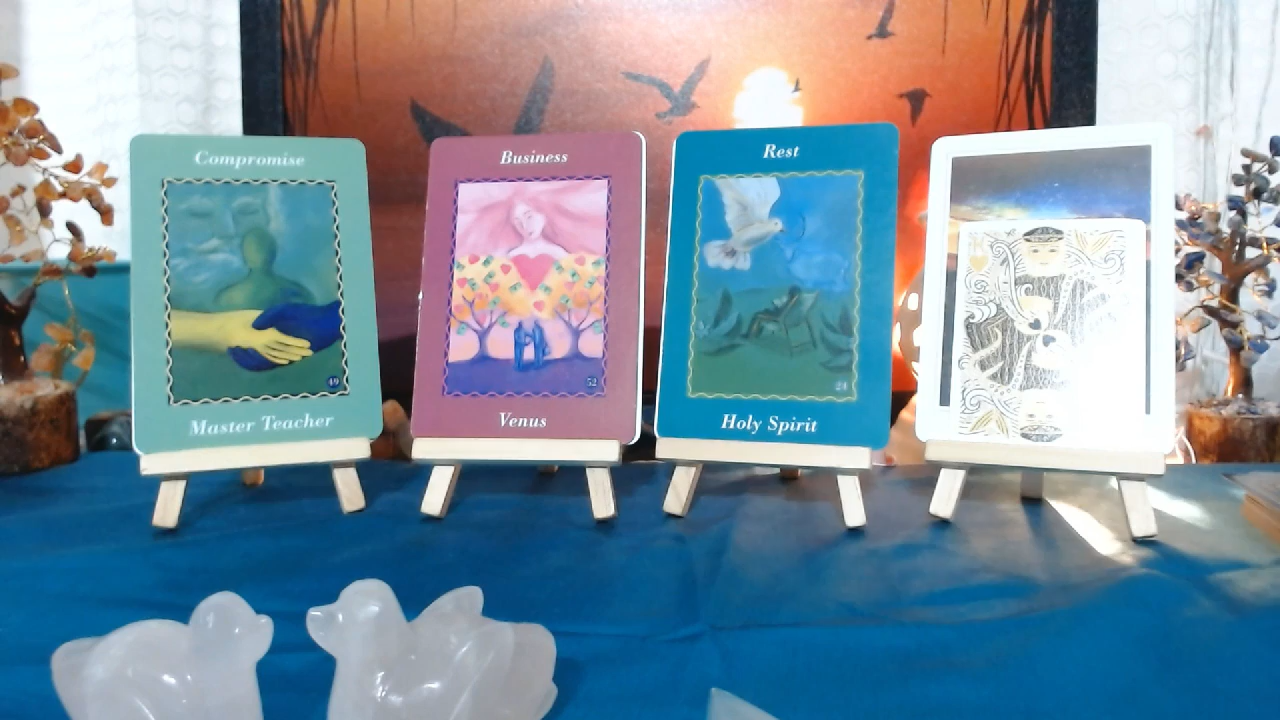 Compromise
49
Master Teacher
Business
52
Venus
Rest
24
Holy Spirit
K